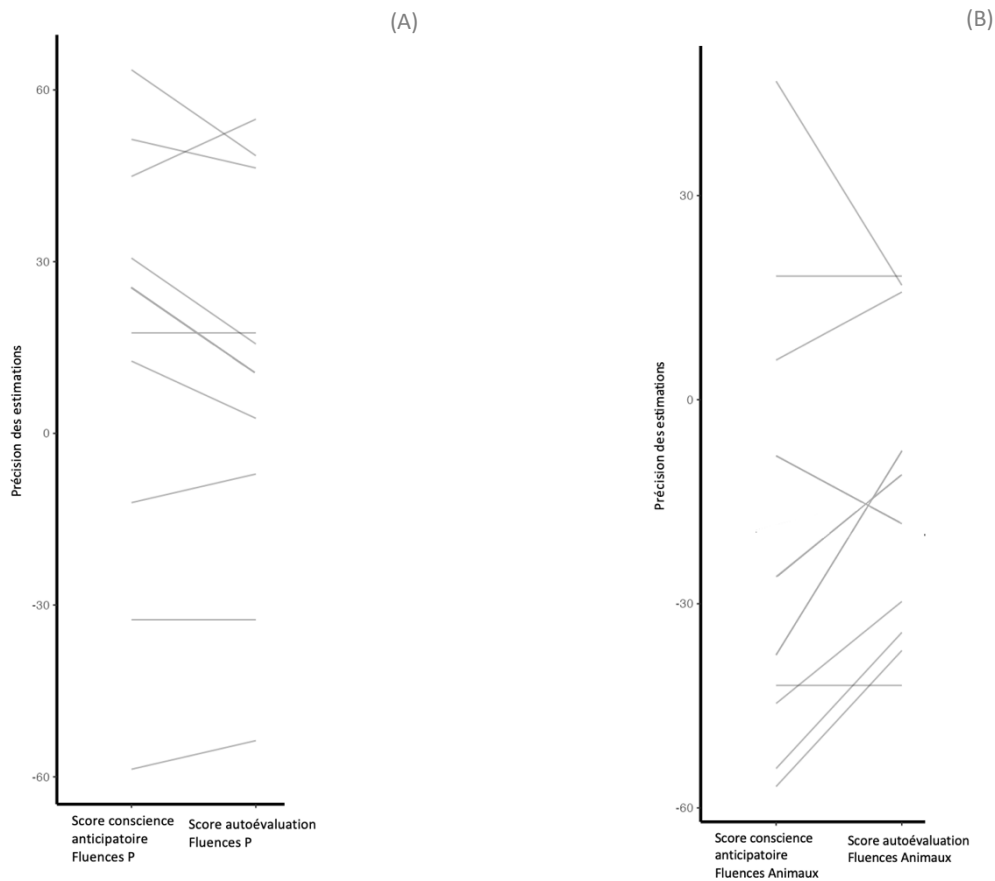 (A)
60
30
0
-30
-60
Précision des estimations
Score conscience
anticipatoire
Fluences P
Score autoévaluation
Fluences P
(B)
30
0
-30
-60
Précision des estimations
Score conscience
anticipatoire
Fluences Animaux
Score autoévaluation
Fluences Animaux